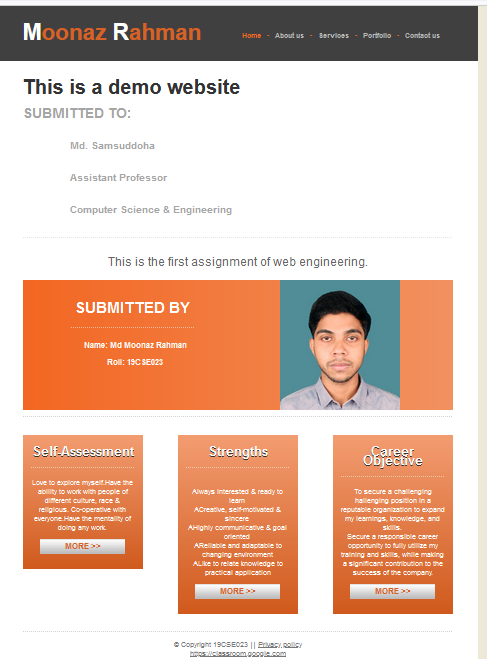 Moonaz Rahman
Home - About us - Services - Portfolio - Contact us
This is a demo website
SUBMITTED TO:
Md. Samsuddoha
Assistant Professor
Computer Science & Engineering
This is the first assignment of web engineering.
SUBMITTED BY
Name: Md Moonaz Rahman
Roll: 19CSE023
Self-Assessment
Love to explore myself.Have the
ability to work with people of
different culture, race &
religious. Co-operative with
everyone.Have the mentality of
doing any work.
MORE >>
Strengths
Always interested & ready to
learn
ACreative, self-motivated &
sincere
AHighly communicative & goal
oriented
AReliable and adaptable to
changing environment
ALike to relate knowledge to
practical application
MORE >>
Career
Objective
To secure a challenging
hallenging position in a
reputable organization to expand
my learnings, knowledge, and
skills.
Secure a responsible career
opportunity to fully utilize my
training and skills, while making
a significant contribution to the
success of the company.
MORE >>
© Copyright 19CSE023 || Privacy policy
https://classroom.google.com